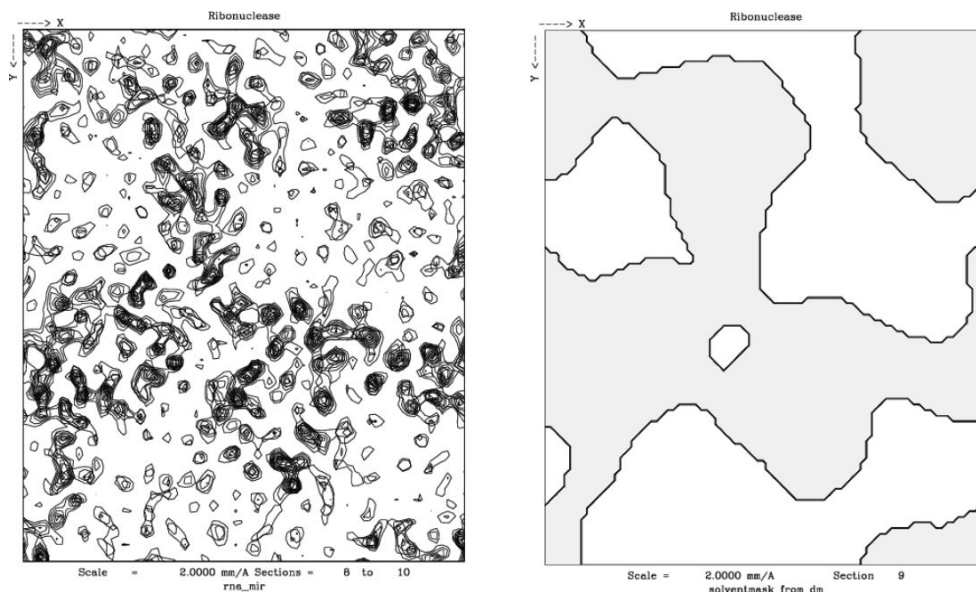 Ribonuclease
----> X
Y <----
Scale = 2.0000 mm/A Sections = 8 to 10
rna_mir
Ribonuclease
----> X
Y <----
Scale = 2.0000 mm/A Section 9
solventmask from dm